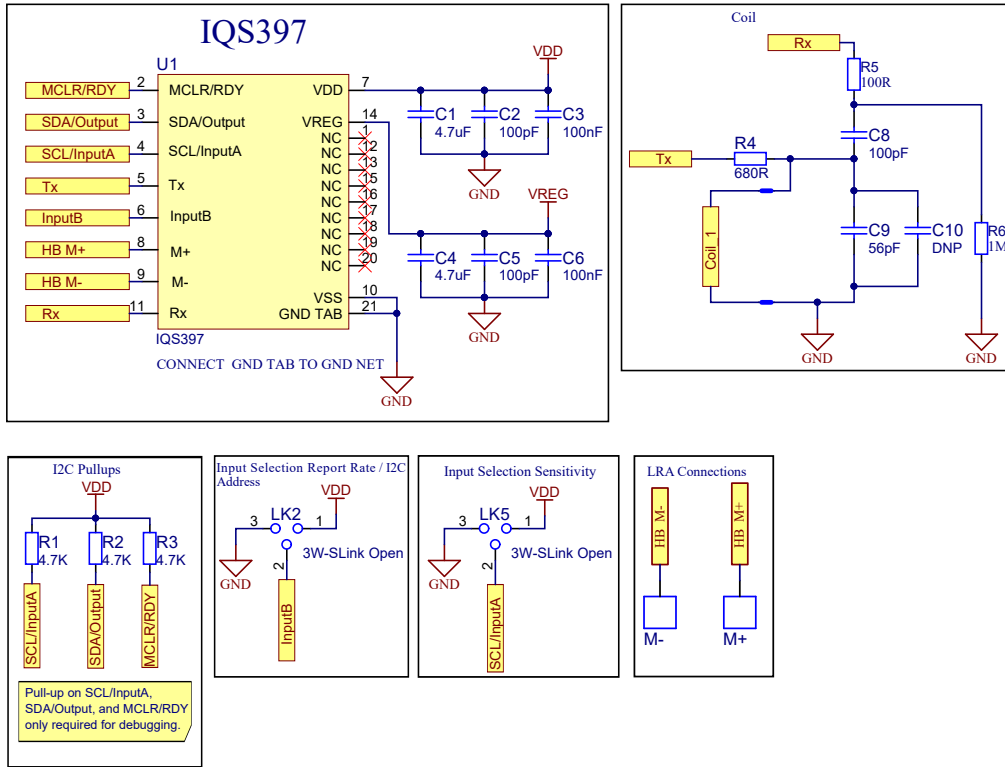 IQS397
U1
MCLR/RDY 2 MCLR/RDY VDD 7 VDD
SDA/Output 3 SDA/Output VREG 14
SCL/InputA 4 SCL/InputA NC 1
NC 12
Tx 5 Tx NC 13
NC 15
InputB 6 InputB NC 16
NC 17
HB M+ 8 M+ NC 18
NC 19
HB M- 9 M- NC 20
VSS 10
Rx 11 Rx GND TAB 21
IQS397
CONNECT GND TAB TO GND NET
GND
C1
4.7uF
C2
100pF
C3
100nF
GND
VREG
C4
4.7uF
C5
100pF
C6
100nF
GND
Coil
Rx
R5
100R
C8
100pF
Tx
R4
680R
Coil 1
C9
56pF
C10
DNP
R6
1M
GND
GND
I2C Pullups
VDD
R1
4.7K
R2
4.7K
R3
4.7K
SCL/InputA
SDA/Output
MCLR/RDY
Pull-up on SCL/InputA,
SDA/Output, and MCLR/RDY
only required for debugging.
Input Selection Report Rate / I2C
Address
VDD
3 LK2 1
3W-SLink Open
GND
2
InputB
Input Selection Sensitivity
VDD
3 LK5 1
3W-SLink Open
GND
2
SCL/InputA
LRA Connections
HB M-
HB M+
M-
M+